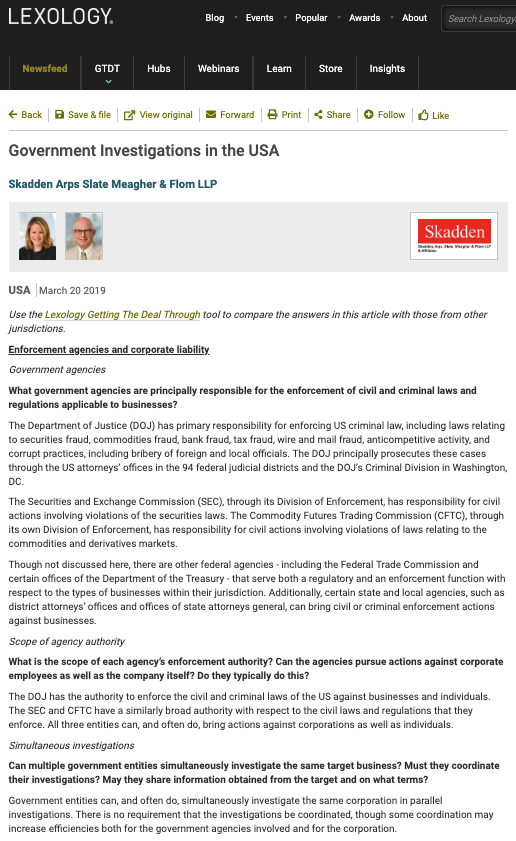 LEXOLOGY.
Blog • Events • Popular • Awards • About
Search Lexology
Newsfeed GTDT Hubs Webinars Learn Store Insights
Back Save & file View original Forward Print Share Follow Like
Government Investigations in the USA
Skadden Arps Slate Meagher & Flom LLP
Skadden
Skadden, Arps, Slate, Meagher & Flom LLP
& Affiliates
USA March 20 2019
Use the Lexology Getting The Deal Through tool to compare the answers in this article with those from other
jurisdictions.
Enforcement agencies and corporate liability
Government agencies
What government agencies are principally responsible for the enforcement of civil and criminal laws and
regulations applicable to businesses?
The Department of Justice (DOJ) has primary responsibility for enforcing US criminal law, including laws relating
to securities fraud, commodities fraud, bank fraud, tax fraud, wire and mail fraud, anticompetitive activity, and
corrupt practices, including bribery of foreign and local officials. The DOJ principally prosecutes these cases
through the US attorneys' offices in the 94 federal judicial districts and the DOJ's Criminal Division in Washington,
DC.
The Securities and Exchange Commission (SEC), through its Division of Enforcement, has responsibility for civil
actions involving violations of the securities laws. The Commodity Futures Trading Commission (CFTC), through
its own Division of Enforcement, has responsibility for civil actions involving violations of laws relating to the
commodities and derivatives markets.
Though not discussed here, there are other federal agencies - including the Federal Trade Commission and
certain offices of the Department of the Treasury - that serve both a regulatory and an enforcement function with
respect to the types of businesses within their jurisdiction. Additionally, certain state and local agencies, such as
district attorneys' offices and offices of state attorneys general, can bring civil or criminal enforcement actions
against businesses.
Scope of agency authority
What is the scope of each agency's enforcement authority? Can the agencies pursue actions against corporate
employees as well as the company itself? Do they typically do this?
The DOJ has the authority to enforce the civil and criminal laws of the US against businesses and individuals.
The SEC and CFTC have a similarly broad authority with respect to the civil laws and regulations that they
enforce. All three entities can, and often do, bring actions against corporations as well as individuals.
Simultaneous investigations
Can multiple government entities simultaneously investigate the same target business? Must they coordinate
their investigations? May they share information obtained from the target and on what terms?
Government entities can, and often do, simultaneously investigate the same corporation in parallel
investigations. There is no requirement that the investigations be coordinated, though some coordination may
increase efficiencies both for the government agencies involved and for the corporation.